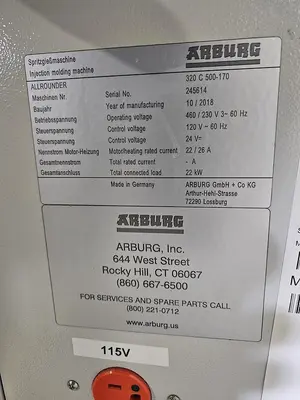 Spritzgießmaschine
Injection molding machine
ARBURG
ALLROUNDER 320 C 500-170
Maschinen Nr. Serial No. 245614
Baujahr Year of manufacturing 10 / 2018
Betriebsspannung Operating voltage 460 / 230 V 3~ 60 Hz
Steuerspannung Control voltage 120 V ~ 60 Hz
Steuerspannung Control voltage 24 V=
Nennstrom Motor-Heizung Motor/heating rated current 22 / 26 A
Gesamtnennstrom Total rated current - A
Gesamtanschluss Total connected load 22 kW
Made in Germany ARBURG GmbH + Co KG
Arthur-Hehl-Strasse
72290 Lossburg
ARBURG
ARBURG, Inc.
644 West Street
Rocky Hill, CT 06067
(860) 667-6500
FOR SERVICES AND SPARE PARTS CALL
(800) 221-0712
www.arburg.us
115V